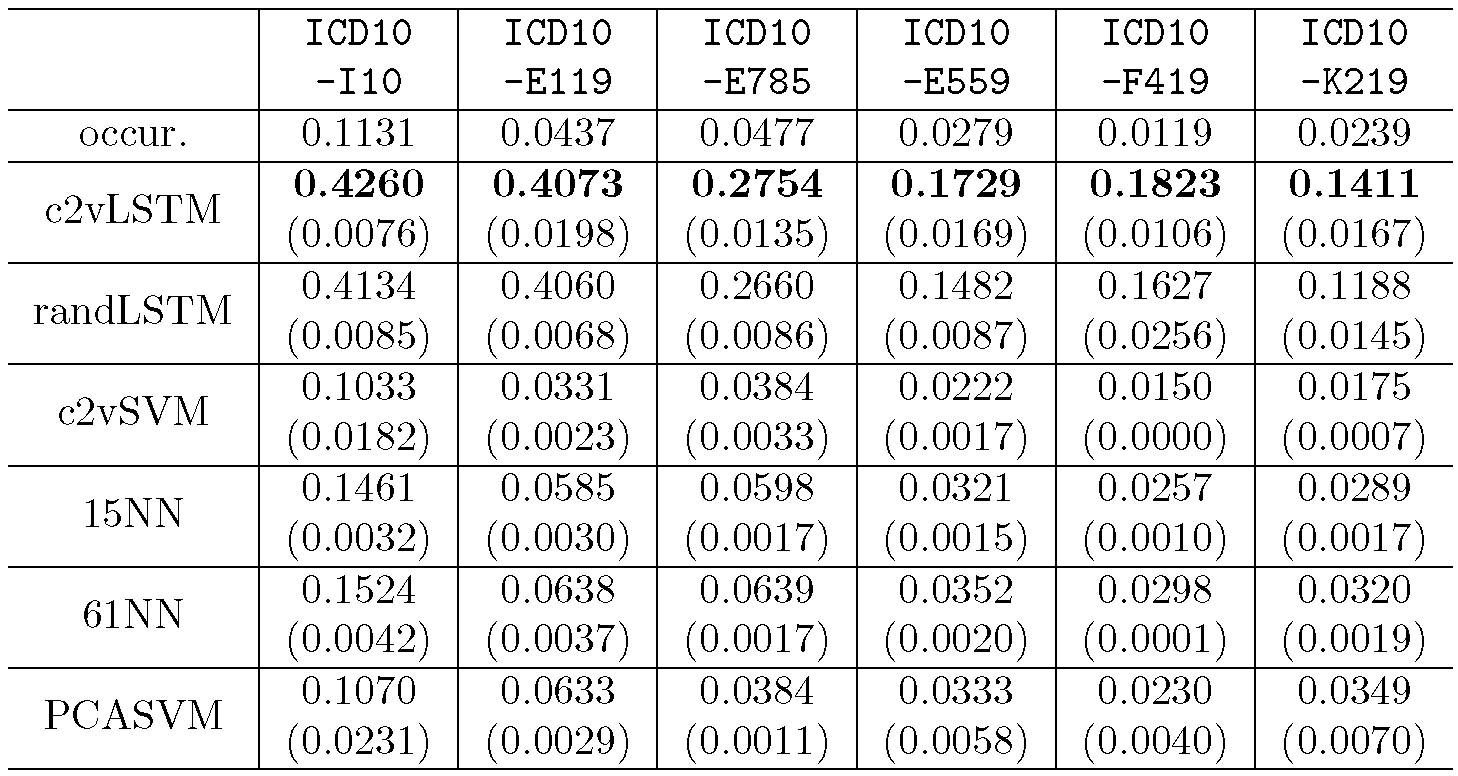 ICD10 ICD10 ICD10 ICD10 ICD10 ICD10
-I10 -E119 -E785 -E559 -F419 -K219
occur. 0.1131 0.0437 0.0477 0.0279 0.0119 0.0239
c2vLSTM 0.4260 0.4073 0.2754 0.1729 0.1823 0.1411
(0.0076) (0.0198) (0.0135) (0.0169) (0.0106) (0.0167)
randLSTM 0.4134 0.4060 0.2660 0.1482 0.1627 0.1188
(0.0085) (0.0068) (0.0086) (0.0087) (0.0256) (0.0145)
c2vSVM 0.1033 0.0331 0.0384 0.0222 0.0150 0.0175
(0.0182) (0.0023) (0.0033) (0.0017) (0.0000) (0.0007)
15NN 0.1461 0.0585 0.0598 0.0321 0.0257 0.0289
(0.0032) (0.0030) (0.0017) (0.0015) (0.0010) (0.0017)
61NN 0.1524 0.0638 0.0639 0.0352 0.0298 0.0320
(0.0042) (0.0037) (0.0017) (0.0020) (0.0001) (0.0019)
PCASVM 0.1070 0.0633 0.0384 0.0333 0.0230 0.0349
(0.0231) (0.0029) (0.0011) (0.0058) (0.0040) (0.0070)